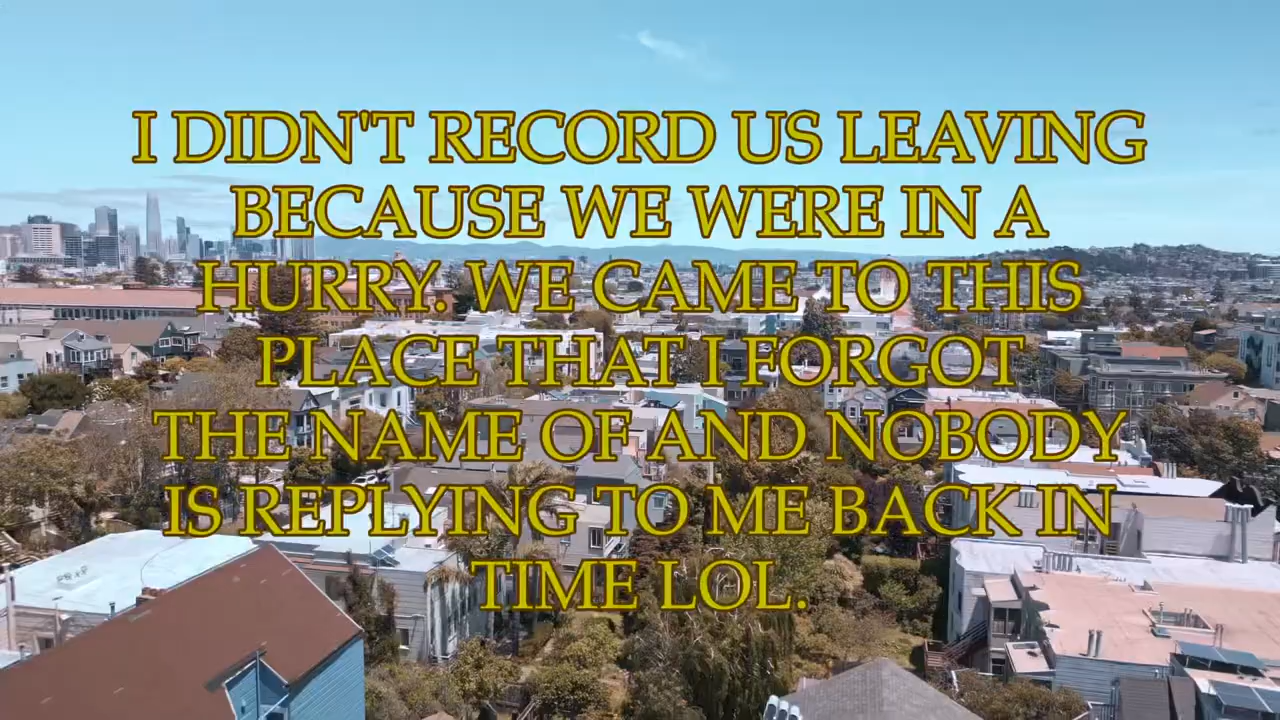 I DIDN'T RECORD US LEAVING
BECAUSE WE WERE IN A
HURRY. WE CAME TO THIS
PLACE THAT I FORGOT
THE NAME OF AND NOBODY
IS REPLYING TO ME BACK IN
TIME LOL.